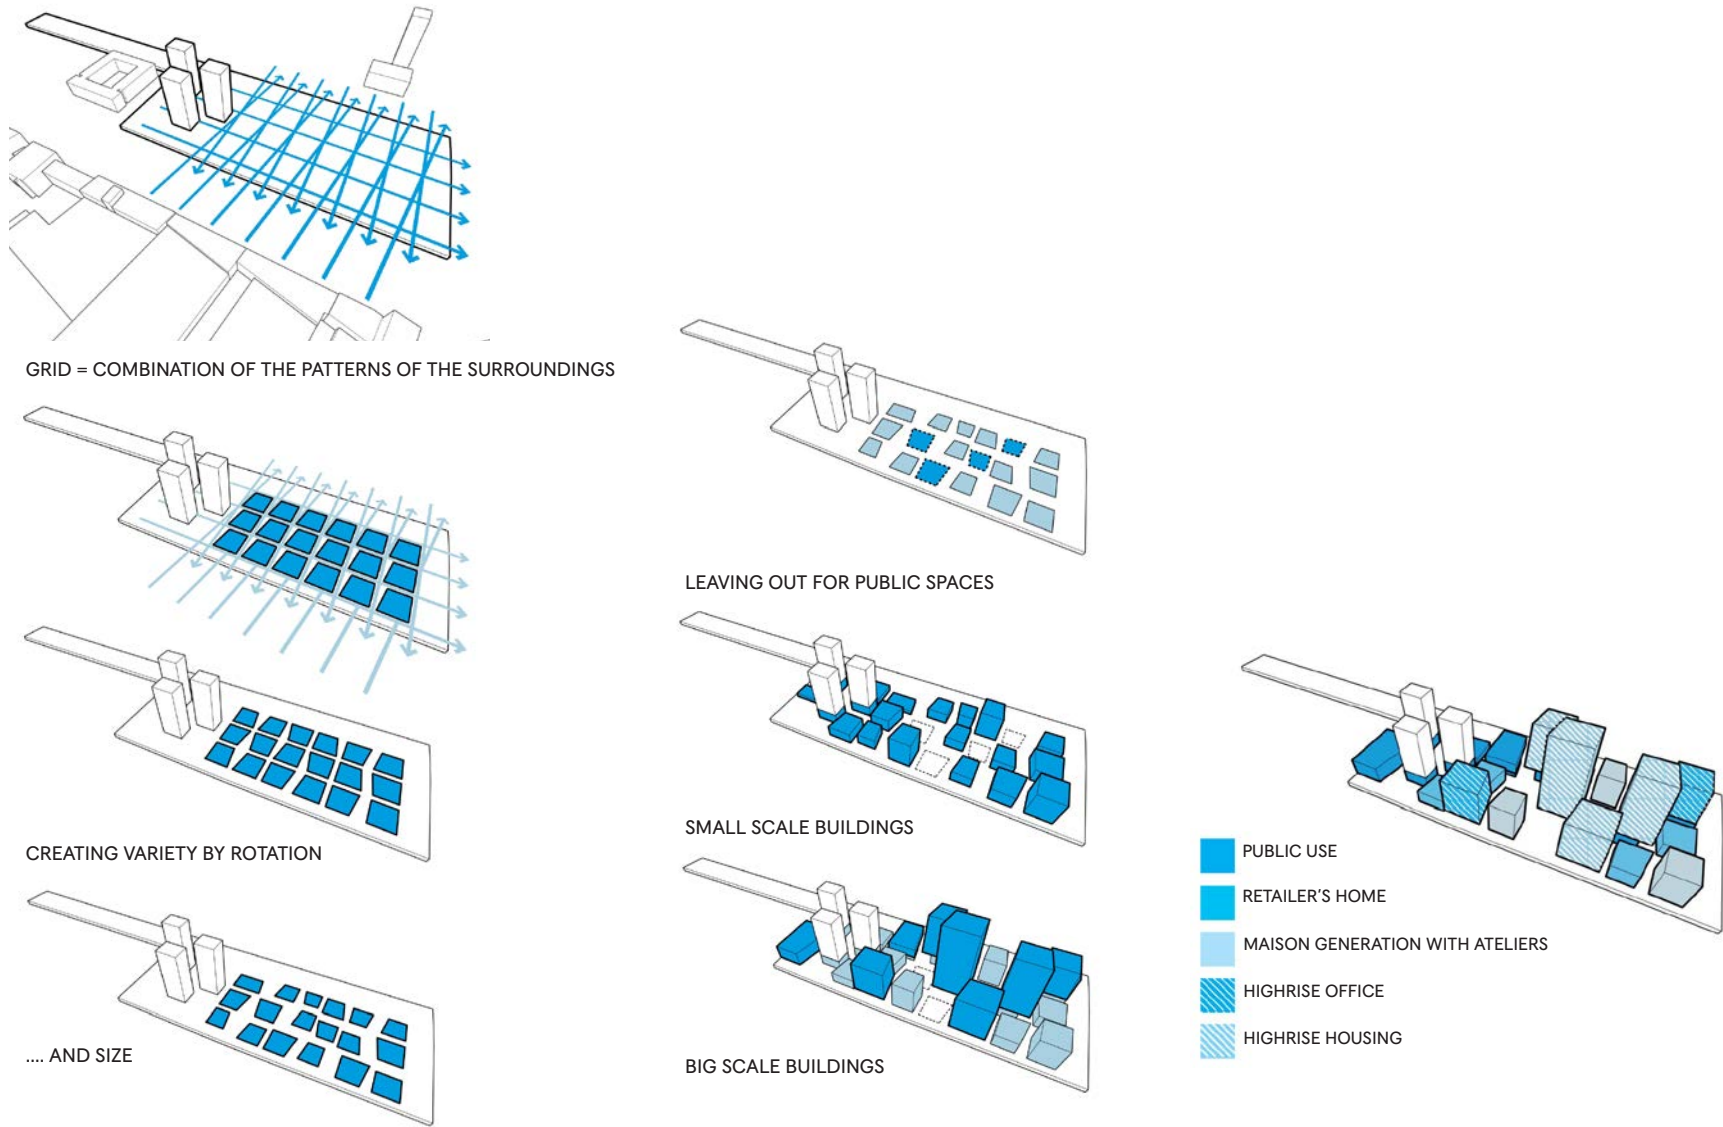 GRID = COMBINATION OF THE PATTERNS OF THE SURROUNDINGS
CREATING VARIETY BY ROTATION
.... AND SIZE
LEAVING OUT FOR PUBLIC SPACES
SMALL SCALE BUILDINGS
BIG SCALE BUILDINGS
PUBLIC USE
RETAILER'S HOME
MAISON GENERATION WITH ATELIERS
HIGHRISE OFFICE
HIGHRISE HOUSING